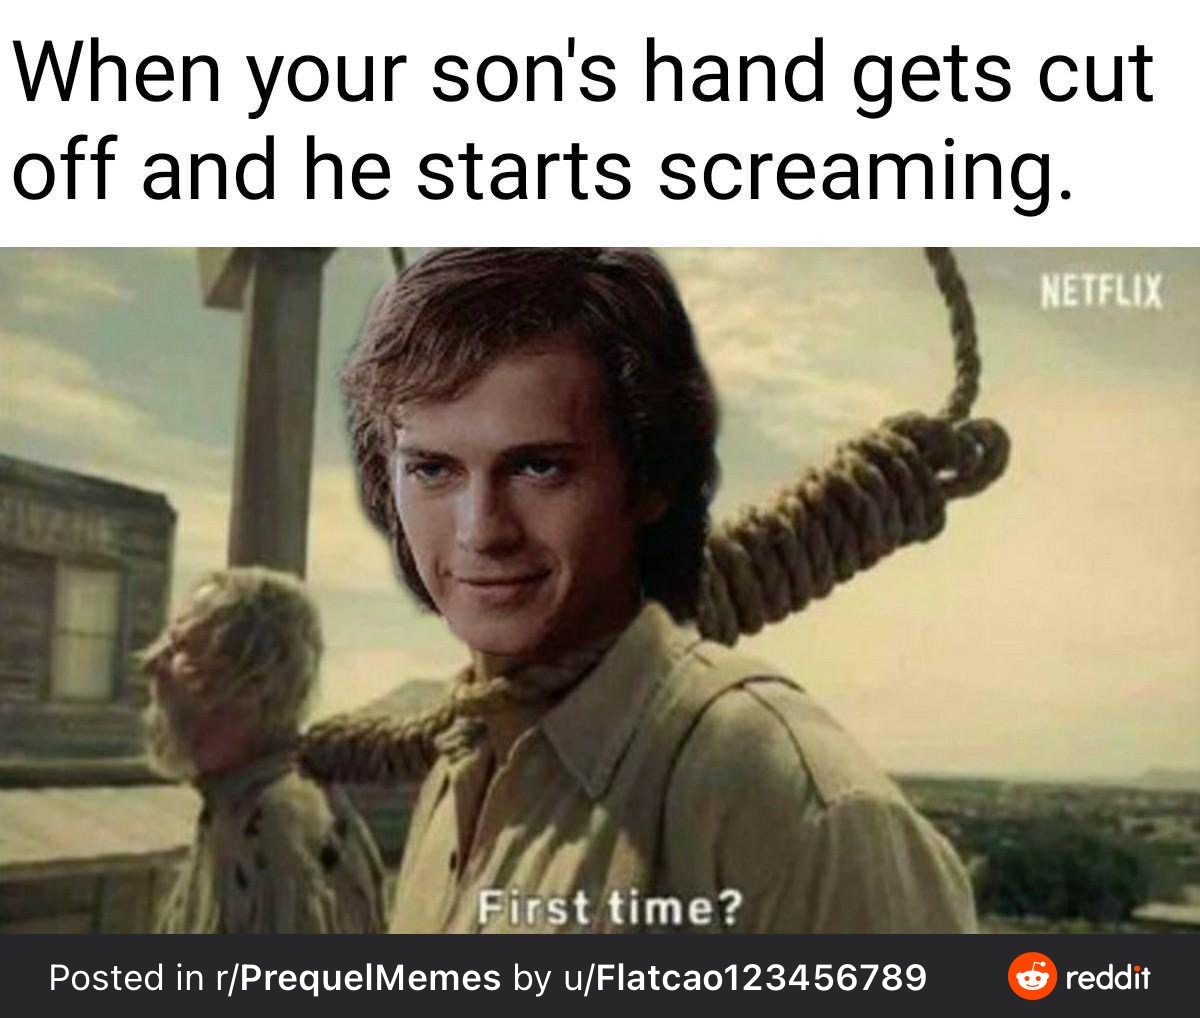 When your son's hand gets cut
off and he starts screaming.
NETFLIX
First time?
Posted in r/PrequelMemes by u/Flatcao123456789
reddit